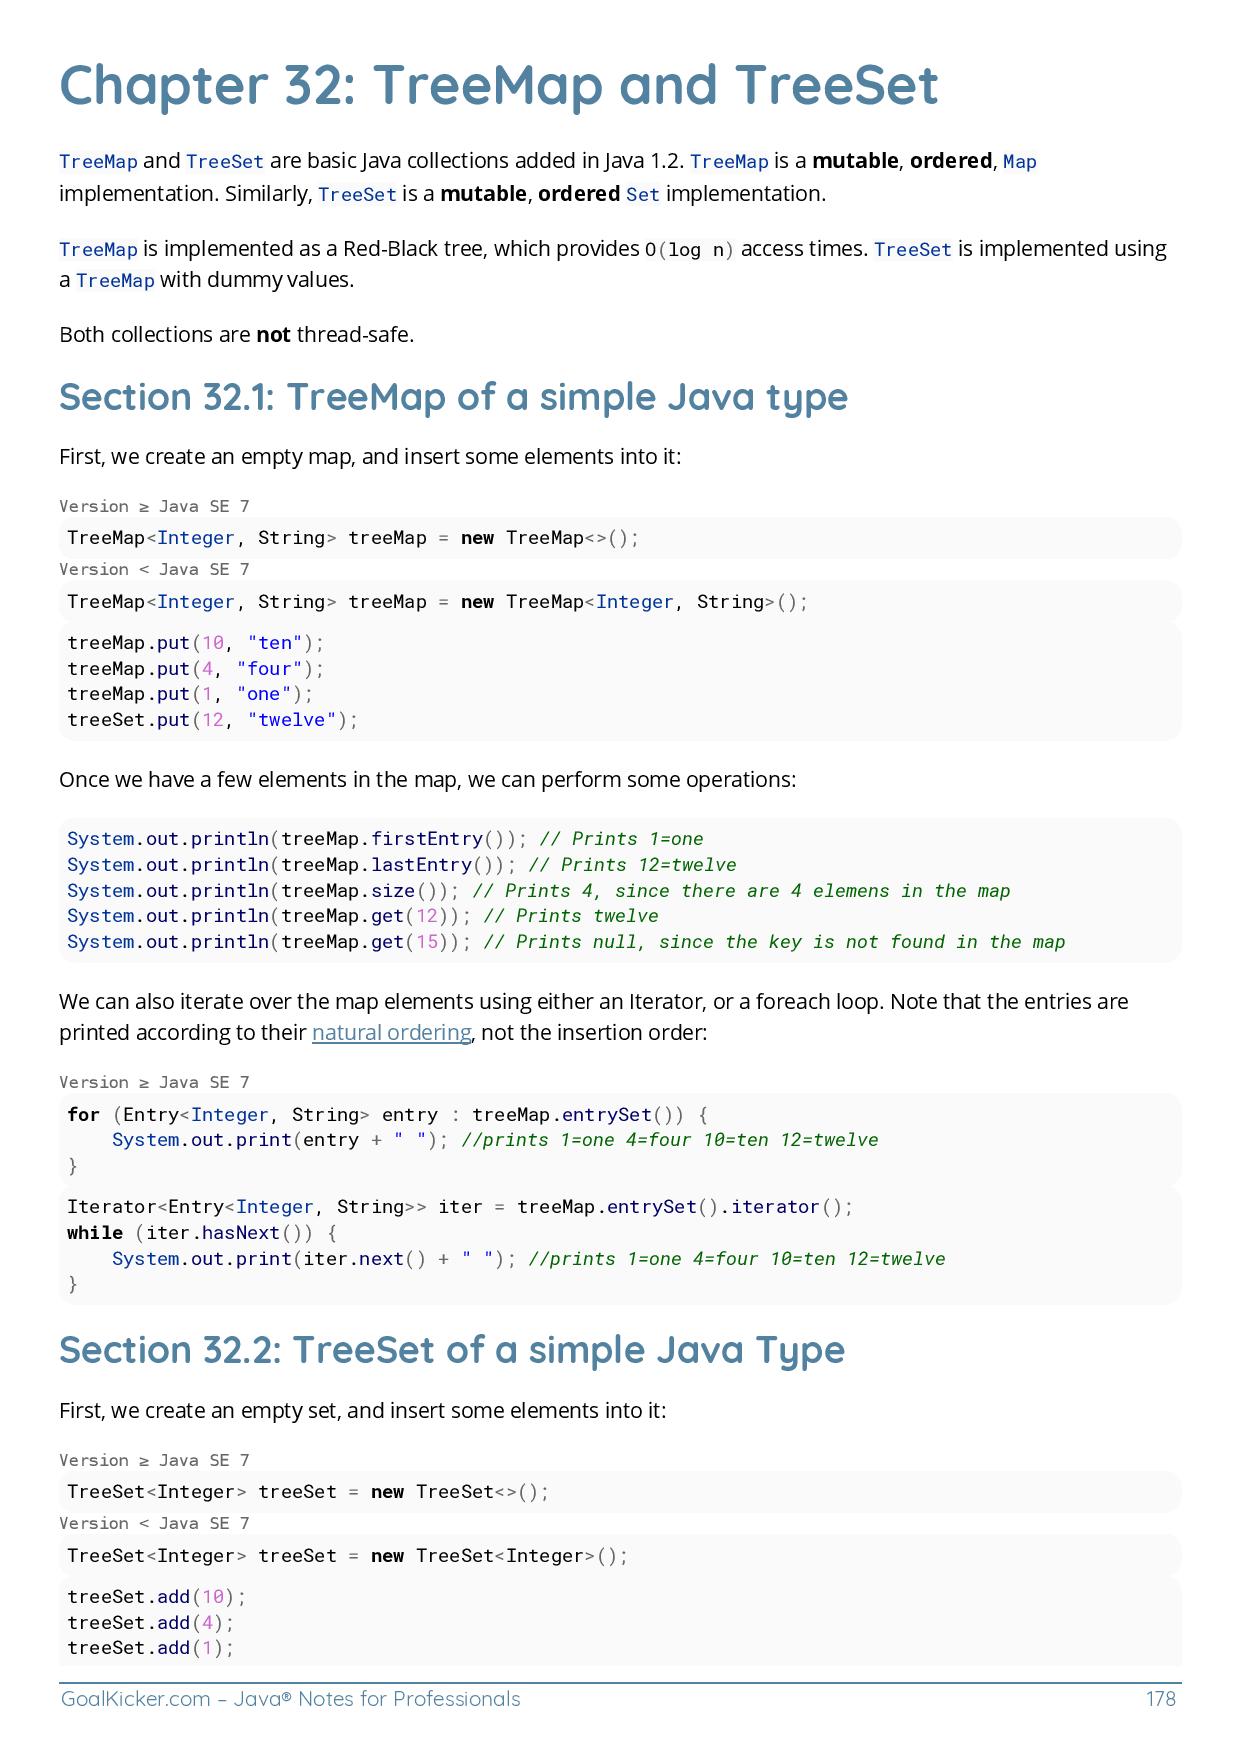 Chapter 32: TreeMap and TreeSet
TreeMap and TreeSet are basic Java collections added in Java 1.2. TreeMap is a mutable, ordered, Map
implementation. Similarly, TreeSet is a mutable, ordered Set implementation.
TreeMap is implemented as a Red-Black tree, which provides O(log n) access times. TreeSet is implemented using
a TreeMap with dummy values.
Both collections are not thread-safe.
Section 32.1: TreeMap of a simple Java type
First, we create an empty map, and insert some elements into it:
Version ≥ Java SE 7
TreeMap<Integer, String> treeMap = new TreeMap<>();
Version < Java SE 7
TreeMap<Integer, String> treeMap = new TreeMap<Integer, String>();
treeMap.put(10, "ten");
treeMap.put(4, "four");
treeMap.put(1, "one");
treeSet.put(12, "twelve");
Once we have a few elements in the map, we can perform some operations:
System.out.println(treeMap.firstEntry()); // Prints 1=one
System.out.println(treeMap.lastEntry()); // Prints 12=twelve
System.out.println(treeMap.size()); // Prints 4, since there are 4 elemens in the map
System.out.println(treeMap.get(12)); // Prints twelve
System.out.println(treeMap.get(15)); // Prints null, since the key is not found in the map
We can also iterate over the map elements using either an Iterator, or a foreach loop. Note that the entries are
printed according to their natural ordering, not the insertion order:
Version ≥ Java SE 7
for (Entry<Integer, String> entry : treeMap.entrySet()) {
    System.out.print(entry + " "); //prints 1=one 4=four 10=ten 12=twelve
}
Iterator<Entry<Integer, String>> iter = treeMap.entrySet().iterator();
while (iter.hasNext()) {
    System.out.print(iter.next() + " "); //prints 1=one 4=four 10=ten 12=twelve
}
Section 32.2: TreeSet of a simple Java Type
First, we create an empty set, and insert some elements into it:
Version ≥ Java SE 7
TreeSet<Integer> treeSet = new TreeSet<>();
Version < Java SE 7
TreeSet<Integer> treeSet = new TreeSet<Integer>();
treeSet.add(10);
treeSet.add(4);
treeSet.add(1);
GoalKicker.com – Java® Notes for Professionals 178